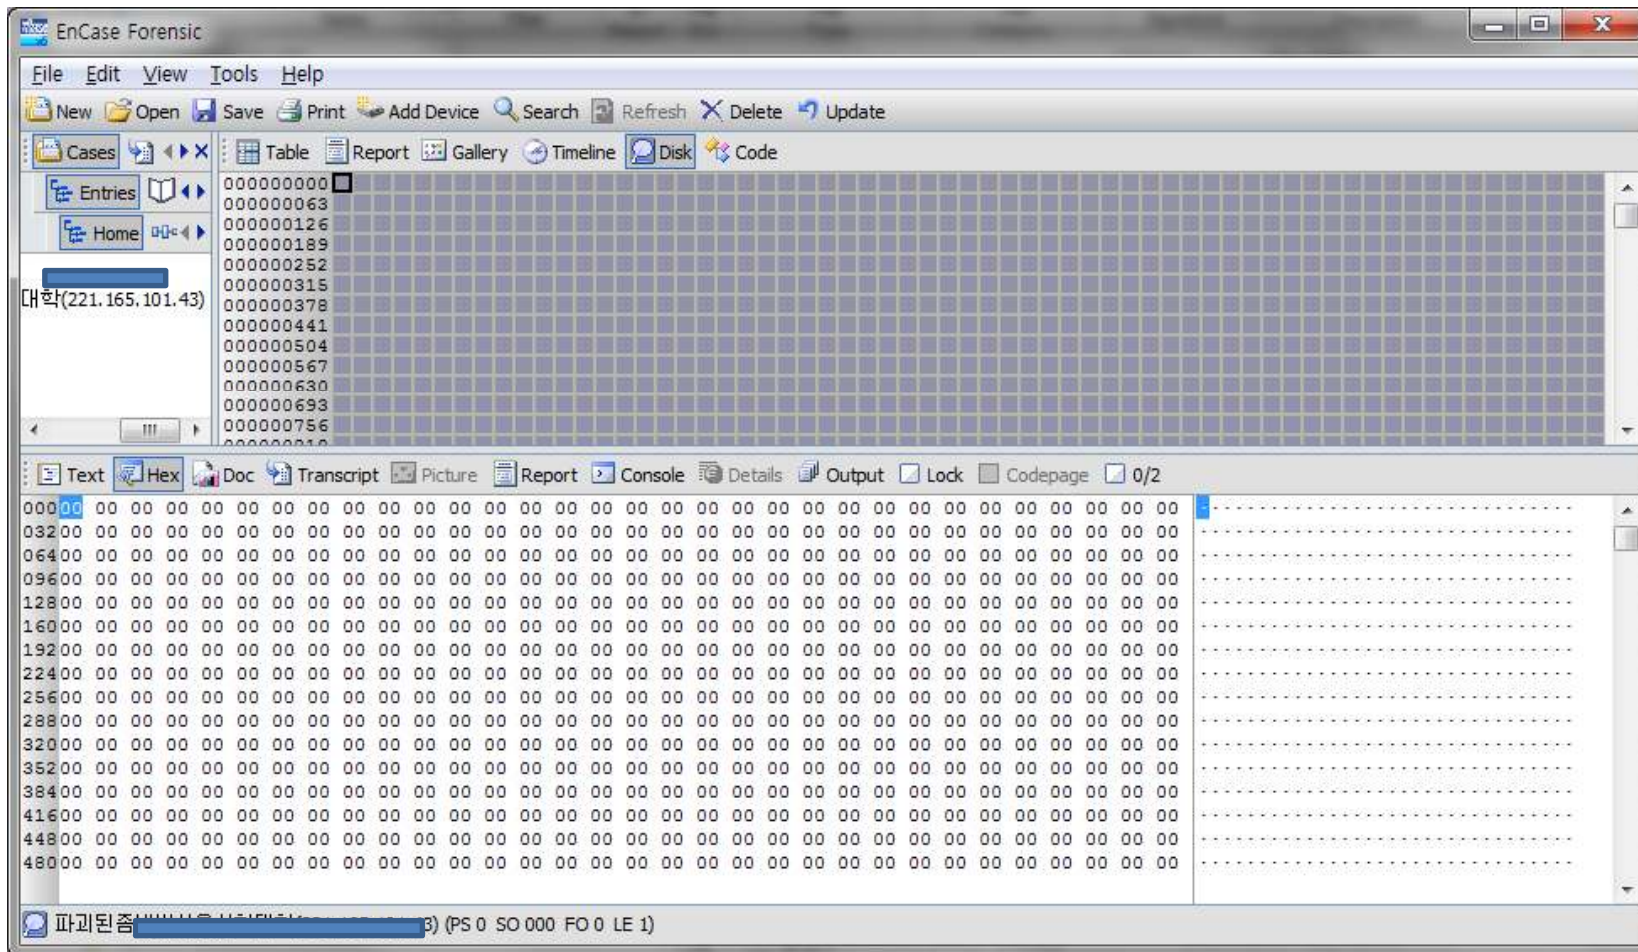 EnCase Forensic
File Edit View Tools Help
New Open Save Print Add Device Search Refresh Delete Update
Cases Table Report Gallery Timeline Disk Code
Entries
Home
대학(221.165.101.43)
000000000
000000063
000000126
000000189
000000252
000000315
000000378
000000441
000000504
000000567
000000630
000000693
000000756
Text Hex Doc Transcript Picture Report Console Details Output Lock Codepage 0/2
000 00 00 00 00 00 00 00 00 00 00 00 00 00 00 00 00 00 00 00 00 00 00 00 00 00 00 00 00 00 00 00 00
032 00 00 00 00 00 00 00 00 00 00 00 00 00 00 00 00 00 00 00 00 00 00 00 00 00 00 00 00 00 00 00 00
064 00 00 00 00 00 00 00 00 00 00 00 00 00 00 00 00 00 00 00 00 00 00 00 00 00 00 00 00 00 00 00 00
096 00 00 00 00 00 00 00 00 00 00 00 00 00 00 00 00 00 00 00 00 00 00 00 00 00 00 00 00 00 00 00 00
128 00 00 00 00 00 00 00 00 00 00 00 00 00 00 00 00 00 00 00 00 00 00 00 00 00 00 00 00 00 00 00 00
160 00 00 00 00 00 00 00 00 00 00 00 00 00 00 00 00 00 00 00 00 00 00 00 00 00 00 00 00 00 00 00 00
192 00 00 00 00 00 00 00 00 00 00 00 00 00 00 00 00 00 00 00 00 00 00 00 00 00 00 00 00 00 00 00 00
224 00 00 00 00 00 00 00 00 00 00 00 00 00 00 00 00 00 00 00 00 00 00 00 00 00 00 00 00 00 00 00 00
256 00 00 00 00 00 00 00 00 00 00 00 00 00 00 00 00 00 00 00 00 00 00 00 00 00 00 00 00 00 00 00 00
288 00 00 00 00 00 00 00 00 00 00 00 00 00 00 00 00 00 00 00 00 00 00 00 00 00 00 00 00 00 00 00 00
320 00 00 00 00 00 00 00 00 00 00 00 00 00 00 00 00 00 00 00 00 00 00 00 00 00 00 00 00 00 00 00 00
352 00 00 00 00 00 00 00 00 00 00 00 00 00 00 00 00 00 00 00 00 00 00 00 00 00 00 00 00 00 00 00 00
384 00 00 00 00 00 00 00 00 00 00 00 00 00 00 00 00 00 00 00 00 00 00 00 00 00 00 00 00 00 00 00 00
416 00 00 00 00 00 00 00 00 00 00 00 00 00 00 00 00 00 00 00 00 00 00 00 00 00 00 00 00 00 00 00 00
448 00 00 00 00 00 00 00 00 00 00 00 00 00 00 00 00 00 00 00 00 00 00 00 00 00 00 00 00 00 00 00 00
480 00 00 00 00 00 00 00 00 00 00 00 00 00 00 00 00 00 00 00 00 00 00 00 00 00 00 00 00 00 00 00 00
파괴된좀 3) (PS 0 SO 000 FO 0 LE 1)